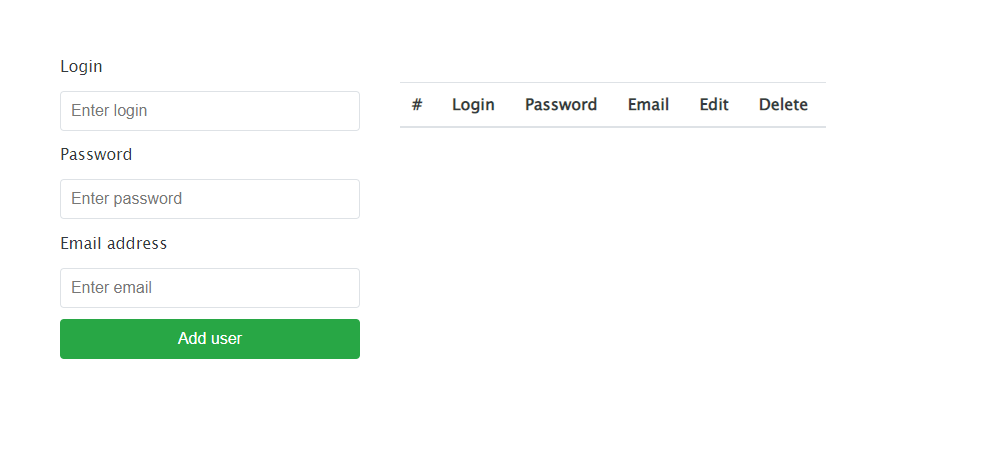 Login
Enter login
Password
Enter password
Email address
Enter email
Add user
# Login Password Email Edit Delete